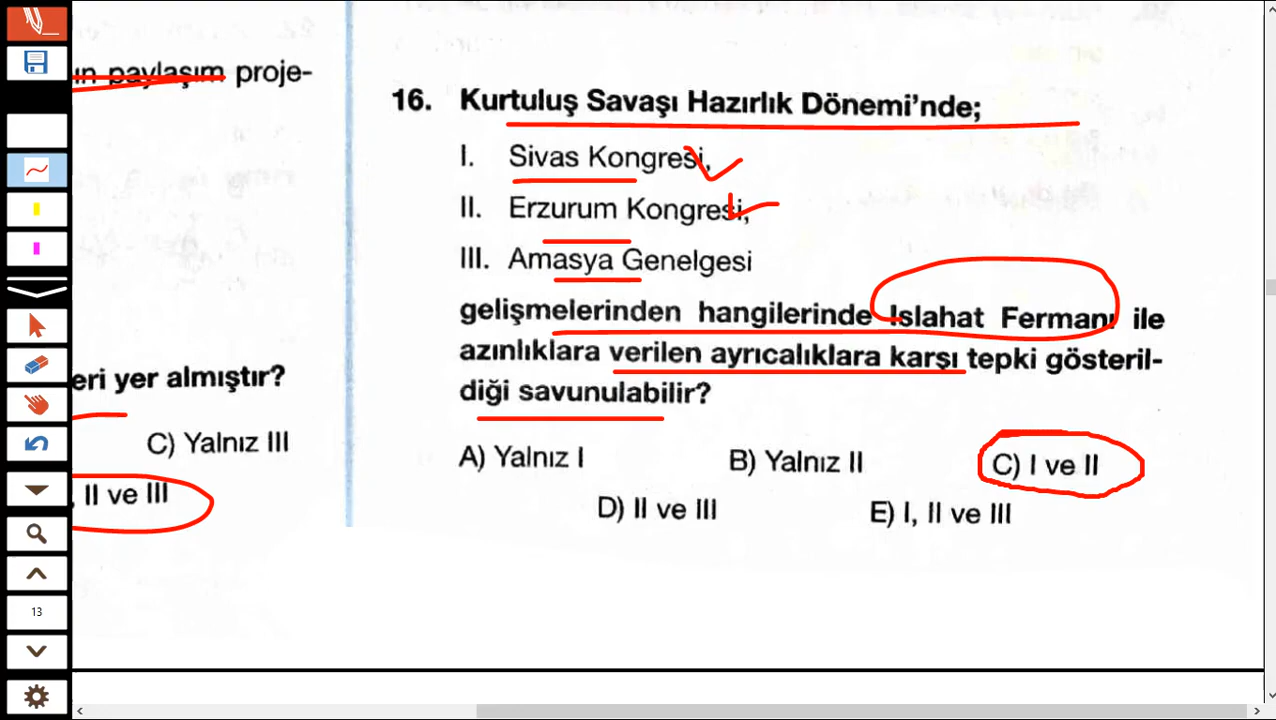 ın paylaşım proje-
eri yer almıştır?
C) Yalnız III
, II ve III
16. Kurtuluş Savaşı Hazırlık Dönemi'nde;
I. Sivas Kongresi,
II. Erzurum Kongresi,
III. Amasya Genelgesi
gelişmelerinden hangilerinde Islahat Fermanı ile
azınlıklara verilen ayrıcalıklara karşı tepki gösteril-
diği savunulabilir?
A) Yalnız I
B) Yalnız II
C) I ve II
D) II ve III
E) I, II ve III
13